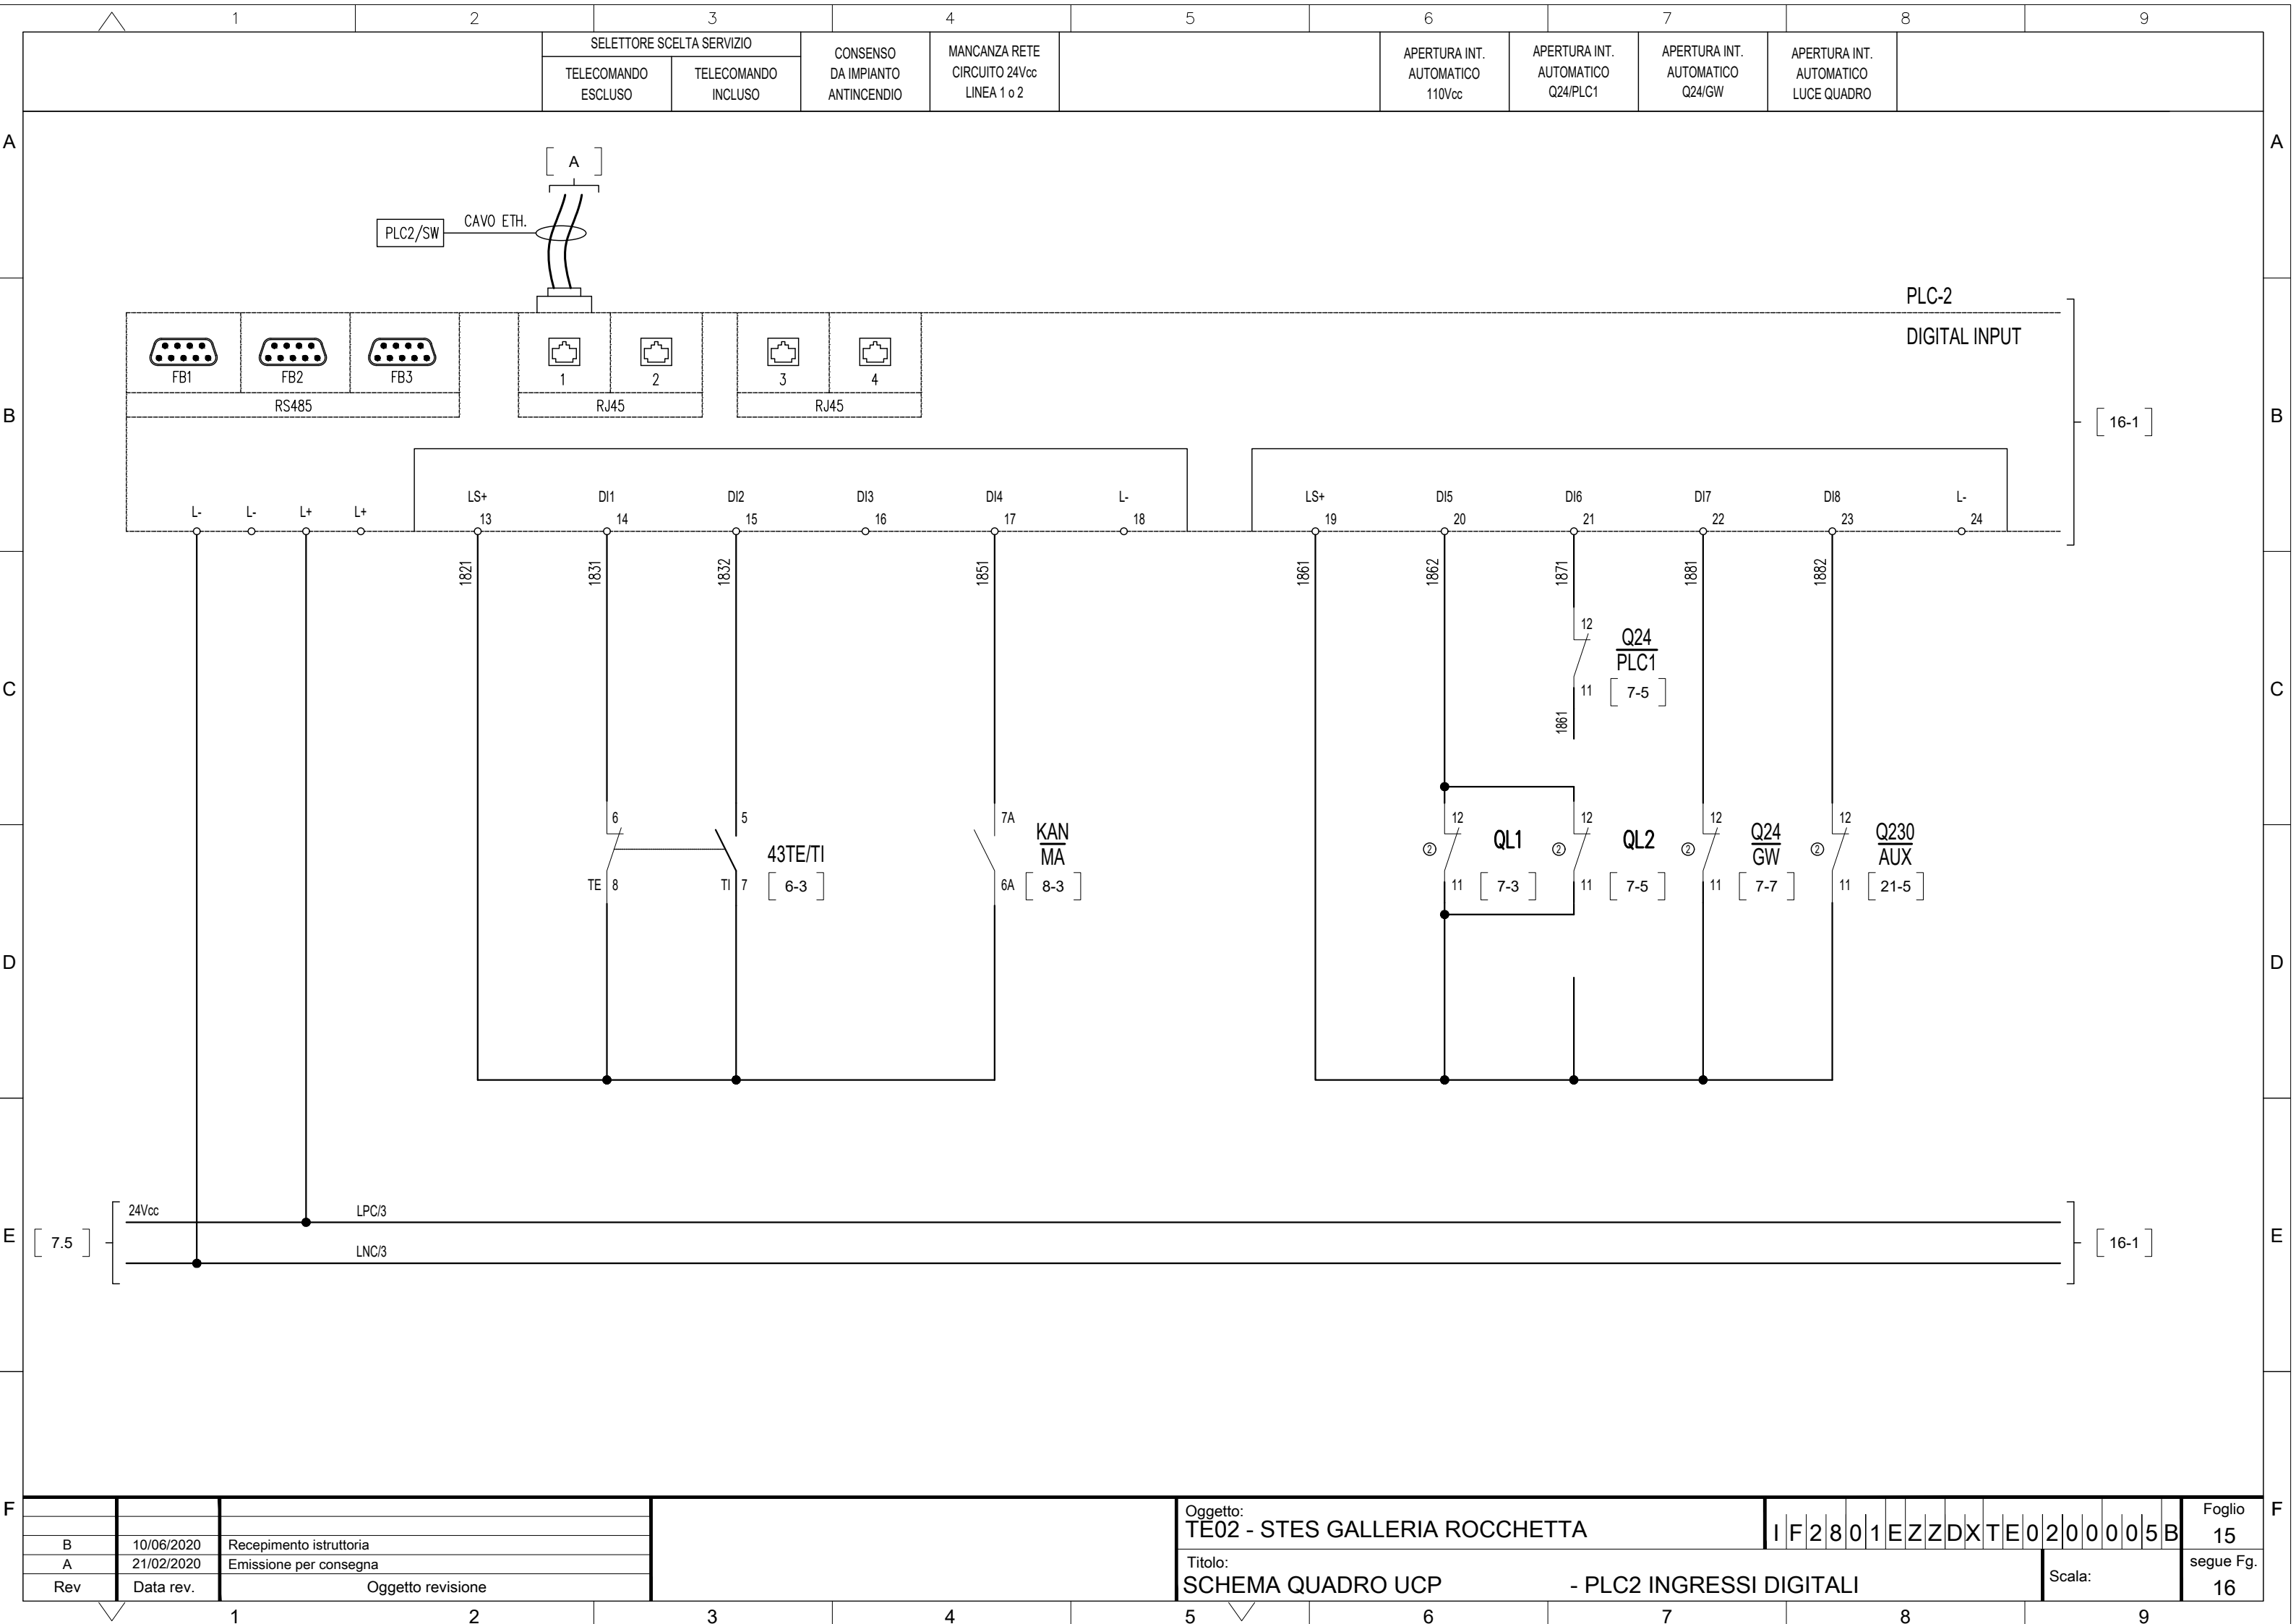 1 2 3 4 5 6 7 8 9
SELETTORE SCELTA SERVIZIO
TELECOMANDO
ESCLUSO
TELECOMANDO
INCLUSO
CONSENSO
DA IMPIANTO
ANTINCENDIO
MANCANZA RETE
CIRCUITO 24Vcc
LINEA 1 o 2
APERTURA INT.
AUTOMATICO
110Vcc
APERTURA INT.
AUTOMATICO
Q24/PLC1
APERTURA INT.
AUTOMATICO
Q24/GW
APERTURA INT.
AUTOMATICO
LUCE QUADRO
A A
A
PLC2/SW
CAVO ETH.
PLC-2
DIGITAL INPUT
FB1 FB2 FB3
RS485
1 2
RJ45
3 4
RJ45
B B
16-1
L- L- L+ L+
LS+ DI1 DI2 DI3 DI4 L-
13 14 15 16 17 18
LS+ DI5 DI6 DI7 DI8 L-
19 20 21 22 23 24
1821 1831 1832 1851 1861 1862 1871 1881 1882
12
Q24
PLC1
11
7-5
1861
C C
6
TE 8
5
TI 7
43TE/TI
6-3
7A
6A
KAN
MA
8-3
12
2
11
QL1
7-3
12
2
11
QL2
7-5
12
2
11
Q24
GW
7-7
12
2
11
Q230
AUX
21-5
D D
24Vcc
LPC/3
LNC/3
E E
7.5
16-1
F F
B 10/06/2020 Recepimento istruttoria
A 21/02/2020 Emissione per consegna
Rev Data rev. Oggetto revisione
Oggetto:
TE02 - STES GALLERIA ROCCHETTA
IF2801EZZDXTE0200005B
Foglio
15
Titolo:
SCHEMA QUADRO UCP - PLC2 INGRESSI DIGITALI
Scala:
segue Fg.
16
1 2 3 4 5 6 7 8 9